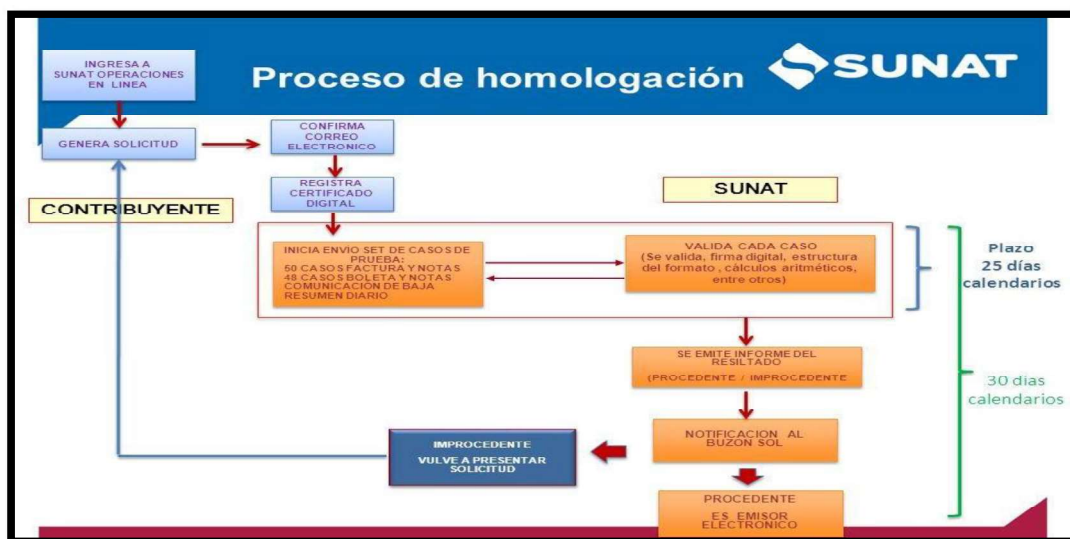 INGRESA A
SUNAT OPERACIONES
EN LINEA
Proceso de homologación
SUNAT
GENERA SOLICITUD
CONFIRMA
CORREO
ELECTRONICO
REGISTRA
CERTIFICADO
DIGITAL
CONTRIBUYENTE
SUNAT
INICIA ENVIO SET DE CASOS DE
PRUEBA:
60 CASOS FACTURA Y NOTAS
48 CASOS BOLETA Y NOTAS
COMUNICACIÓN DE BAJA
RESUMEN DIARIO
VALIDA CADA CASO
(Se valida, firma digital, estructura
del formato , cálculos aritméticos,
entre otros)
Plazo
25 días
calendarios
SE EMITE INFORME DEL
RESILTADO
(PROCEDENTE / IMPROCEDENTE
30 días
calendarios
NOTIFICACION AL
BUZON SOL
IMPROCEDENTE
VULVE A PRESENTAR
SOLICITUD
PROCEDENTE
ES EMISOR
ELECTRONICO